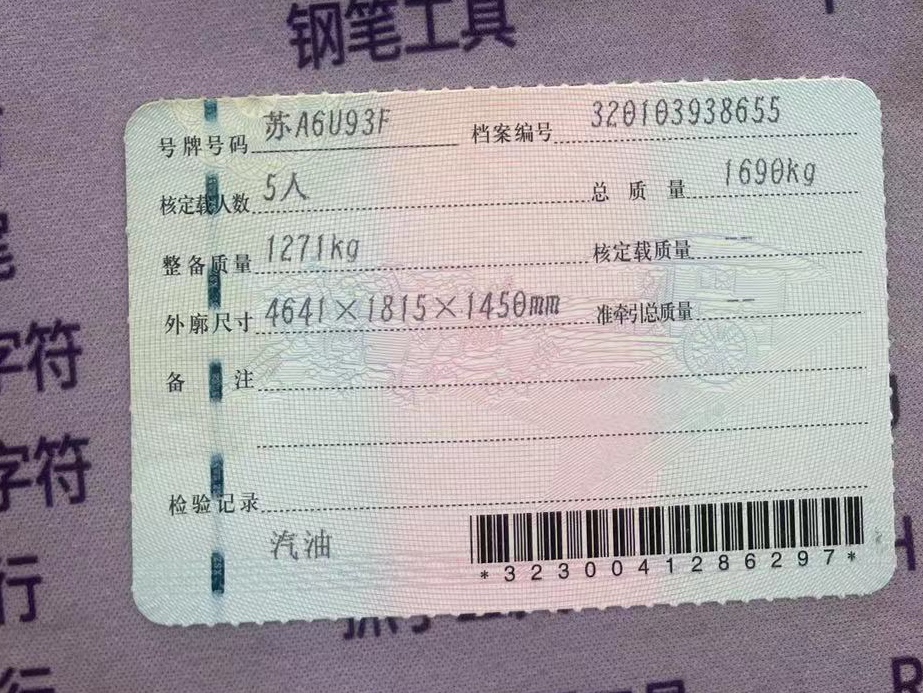 钢笔工具
号牌号码 苏A6U93F 档案编号 320103938655
核定载人数 5人 总质量 1690kg
整备质量 1271kg 核定载质量 --
外廓尺寸 4641×1815×1450mm 准牵引总质量 --
字符
备注
字符
检验记录
汽油
*3230041286297*
行
H
行
R